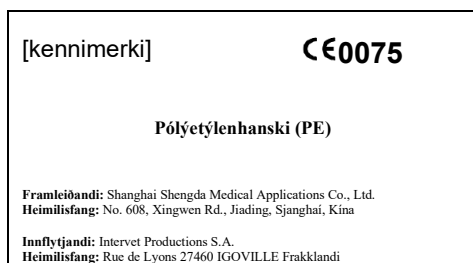 [kennimerki]
CE0075
Pólýetýlenhanski (PE)
Framleiðandi: Shanghai Shengda Medical Applications Co., Ltd.
Heimilisfang: No. 608, Xingwen Rd., Jiading, Sjanghaí, Kína
Innflytjandi: Intervet Productions S.A.
Heimilisfang: Rue de Lyons 27460 IGOVILLE Frakklandi